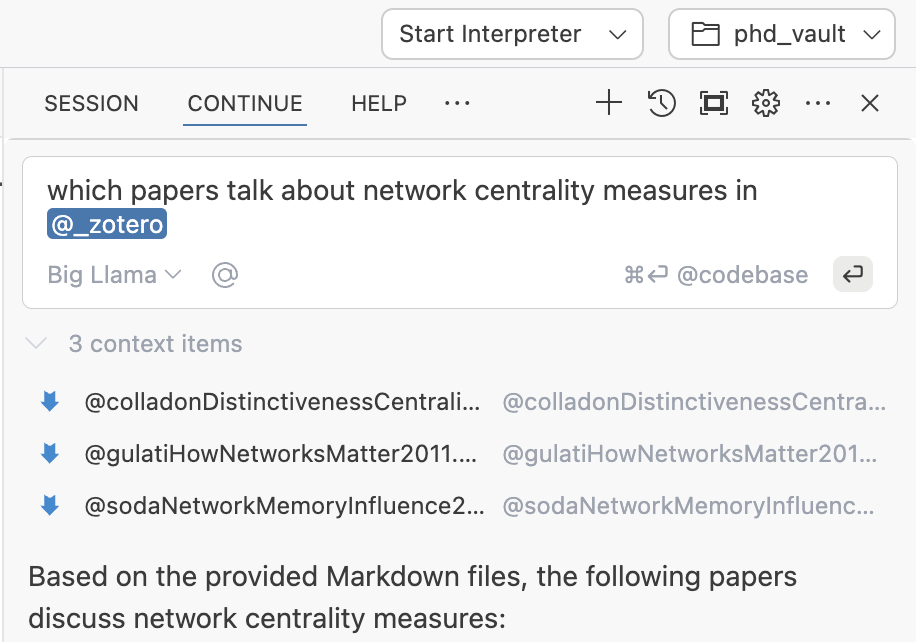 Start Interpreter
phd_vault
SESSION CONTINUE HELP ...
which papers talk about network centrality measures in
@_zotero
Big Llama @ ⌘⏎ @codebase
3 context items
@colladonDistinctivenessCentrali... @colladonDistinctivenessCentra...
@gulatiHowNetworksMatter2011.... @gulatiHowNetworksMatter201...
@sodaNetworkMemoryInfluence2... @sodaNetworkMemoryInfluenc...
Based on the provided Markdown files, the following papers
discuss network centrality measures: